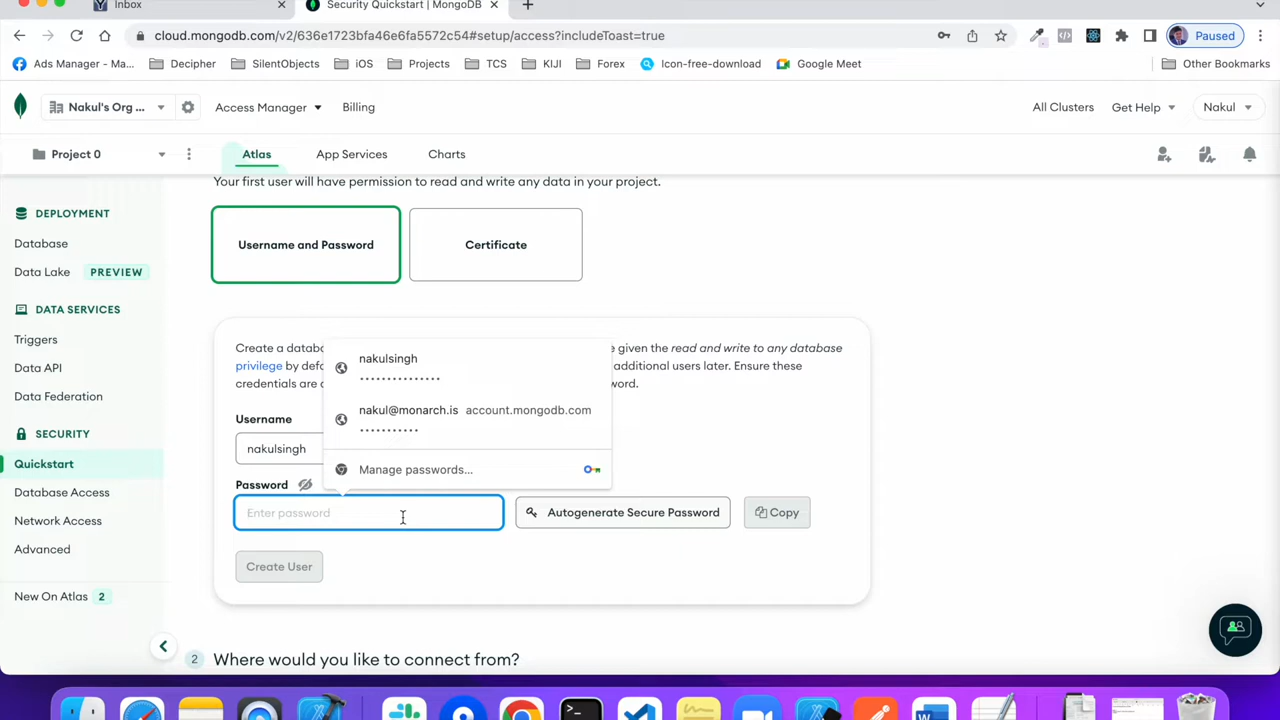 Inbox
Security Quickstart | MongoDB
cloud.mongodb.com/v2/636e1723bfa46e6fa5572c54#setup/access?includeToast=true
Paused
Ads Manager - Ma...
Decipher
SilentObjects
iOS
Projects
TCS
KIJI
Forex
Icon-free-download
Google Meet
Other Bookmarks
Nakul's Org ...
Access Manager
Billing
All Clusters
Get Help
Nakul
Project 0
Atlas
App Services
Charts
Your first user will have permission to read and write any data in your project.
DEPLOYMENT
Database
Data Lake PREVIEW
DATA SERVICES
Triggers
Data API
Data Federation
SECURITY
Quickstart
Database Access
Network Access
Advanced
New On Atlas 2
Username and Password
Certificate
Create a databa
given the read and write to any database
privilege by defa
additional users later. Ensure these
credentials are
nakulsingh
•••••••••••••••
nakul@monarch.is account.mongodb.com
•••••••••••
Manage passwords...
Username
nakulsingh
Password
Enter password
Autogenerate Secure Password
Copy
Create User
2 Where would you like to connect from?